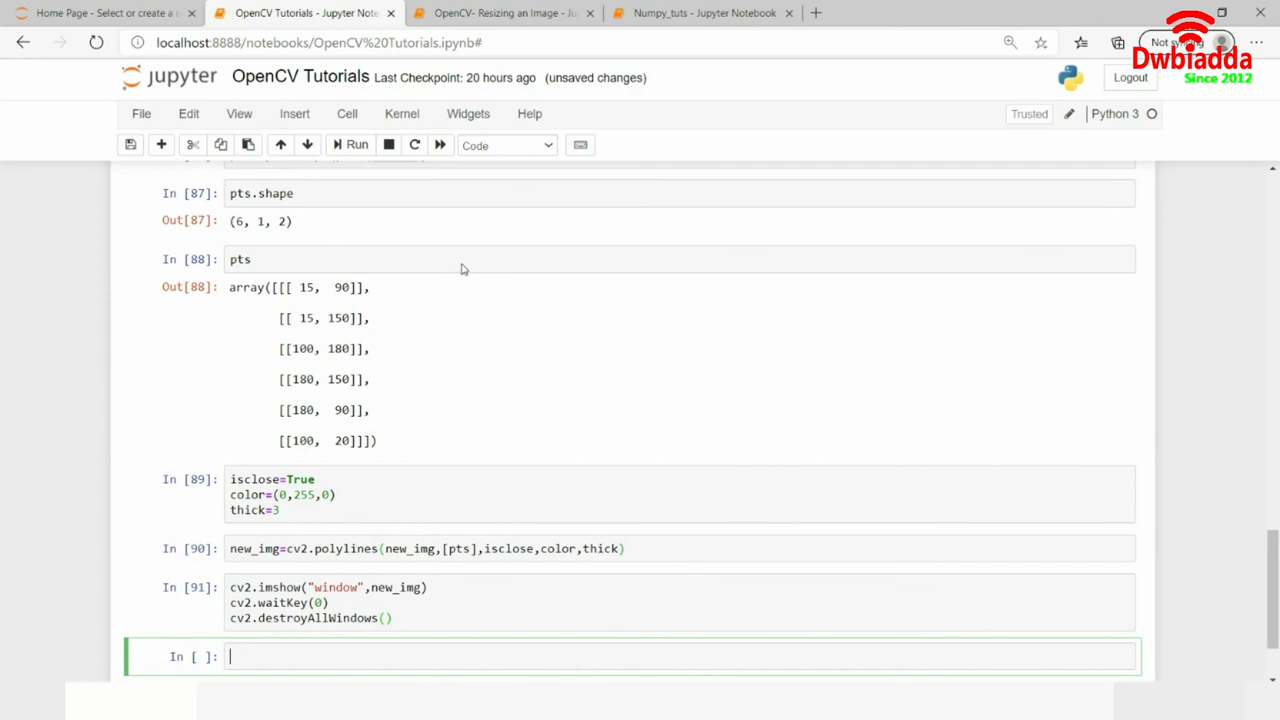 Home Page - Select or create a n
OpenCV Tutorials - Jupyter Note
OpenCV- Resizing an Image - Ju
Numpy_tuts - Jupyter Notebook
localhost:8888/notebooks/OpenCV%20Tutorials.ipynb#
Not syncing
Dwbiadda
Since 2012
jupyter OpenCV Tutorials Last Checkpoint: 20 hours ago (unsaved changes)
Logout
File Edit View Insert Cell Kernel Widgets Help
Trusted
Python 3
Run
Code
In [87]: pts.shape
Out[87]: (6, 1, 2)
In [88]: pts
Out[88]: array([[[ 15,  90]],
[[ 15, 150]],
[[100, 180]],
[[180, 150]],
[[180,  90]],
[[100,  20]]])
In [89]: isclose=True
color=(0,255,0)
thick=3
In [90]: new_img=cv2.polylines(new_img,[pts],isclose,color,thick)
In [91]: cv2.imshow("window",new_img)
cv2.waitKey(0)
cv2.destroyAllWindows()
In [ ]: